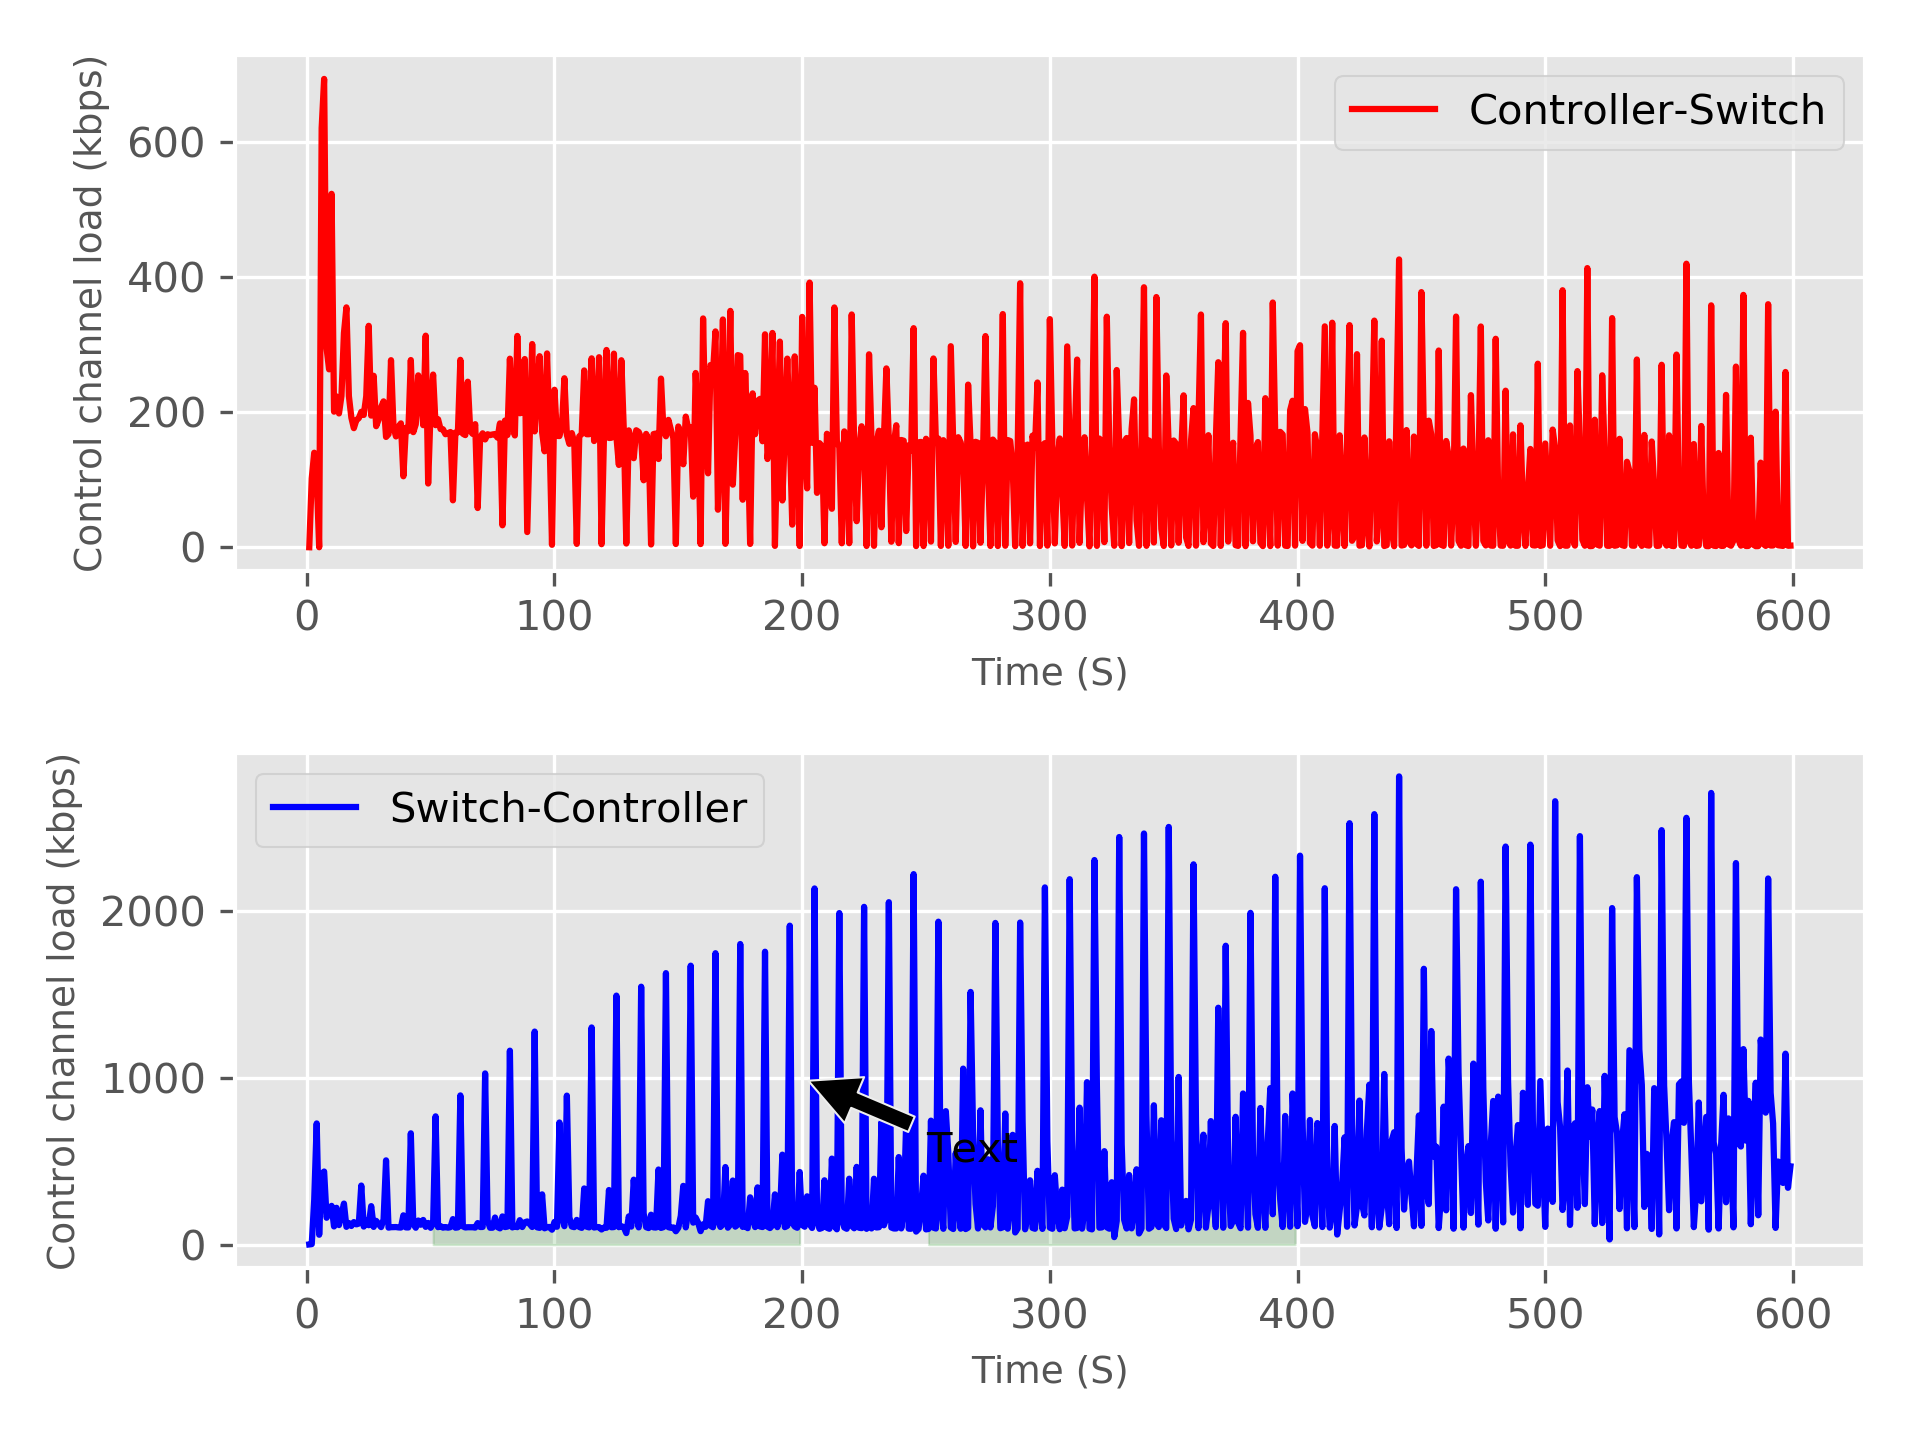 Control channel load (kbps)
600
400
200
0
Controller-Switch
0 100 200 300 400 500 600
Time (S)
Control channel load (kbps)
2000
1000
0
Switch-Controller
Text
0 100 200 300 400 500 600
Time (S)